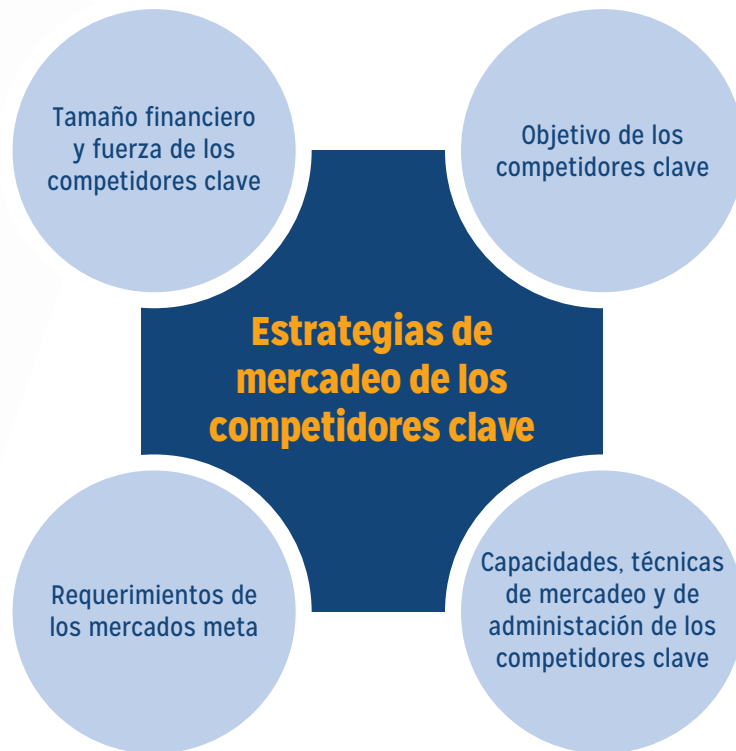 Tamaño financiero
y fuerza de los
competidores clave
Objetivo de los
competidores clave
Estrategias de
mercadeo de los
competidores clave
Requerimientos de
los mercados meta
Capacidades, técnicas
de mercadeo y de
administación de los
competidores clave